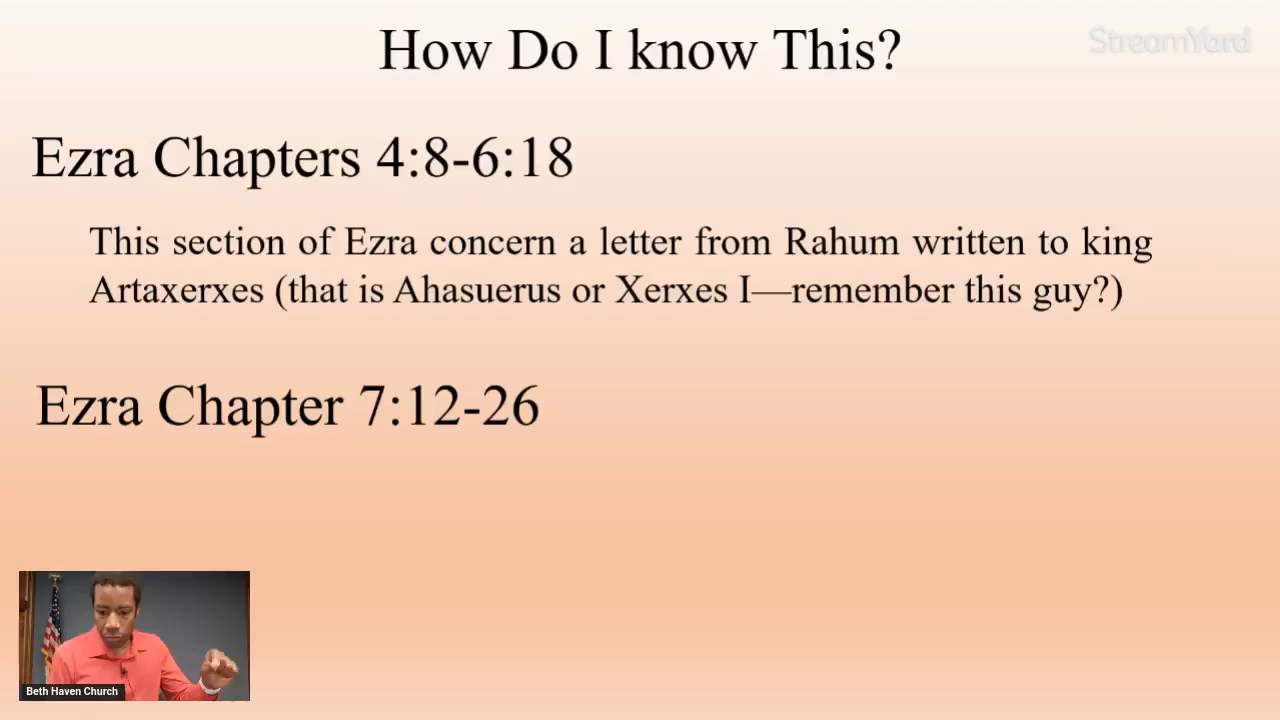 StreamYard
How Do I know This?
Ezra Chapters 4:8-6:18
This section of Ezra concern a letter from Rahum written to king
Artaxerxes (that is Ahasuerus or Xerxes I—remember this guy?)
Ezra Chapter 7:12-26
Beth Haven Church